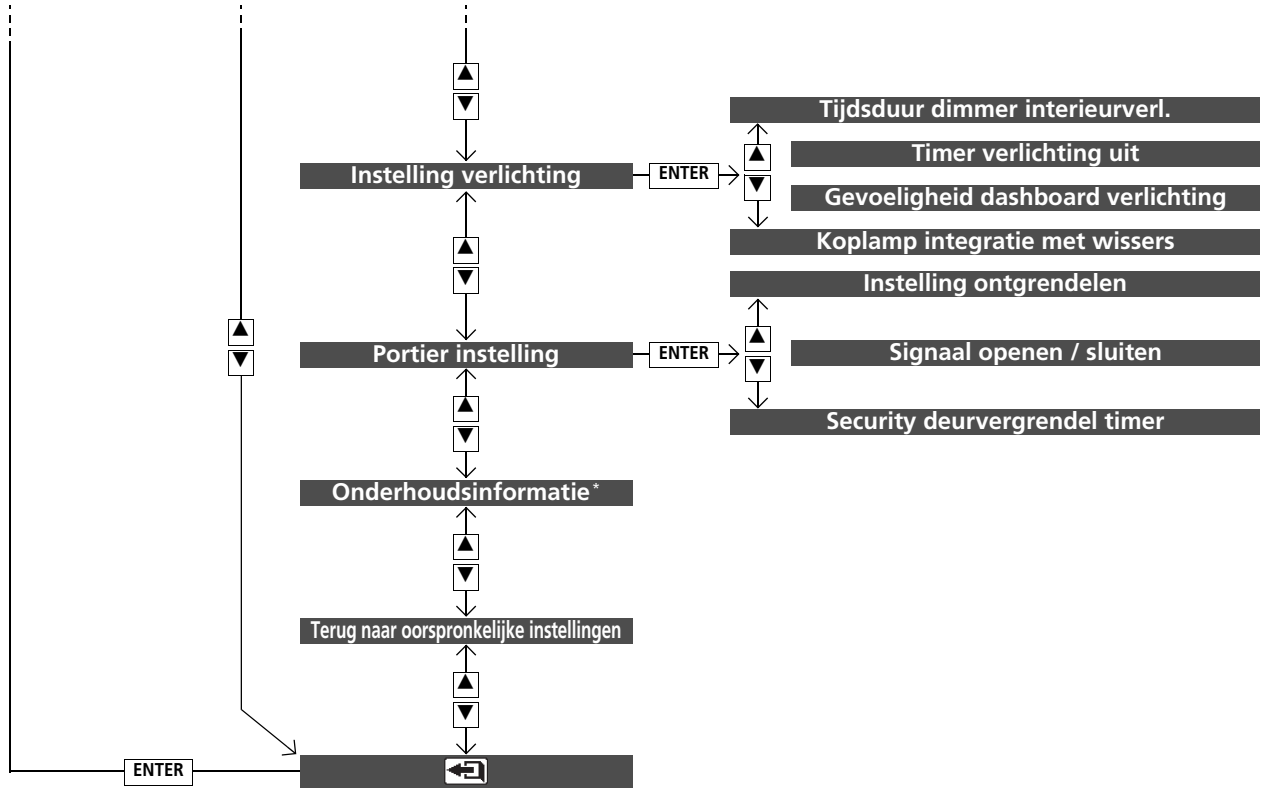 ▲
▼
Tijdsduur dimmer interieurverl.
▲
Timer verlichting uit
Instelling verlichting
ENTER
▼
Gevoeligheid dashboard verlichting
Koplamp integratie met wissers
▲
▼
Instelling ontgrendelen
▲
▼
Portier instelling
ENTER
▲
▼
Signaal openen / sluiten
Security deurvergrendel timer
▲
▼
Onderhoudsinformatie*
▲
▼
Terug naar oorspronkelijke instellingen
▲
▼
ENTER